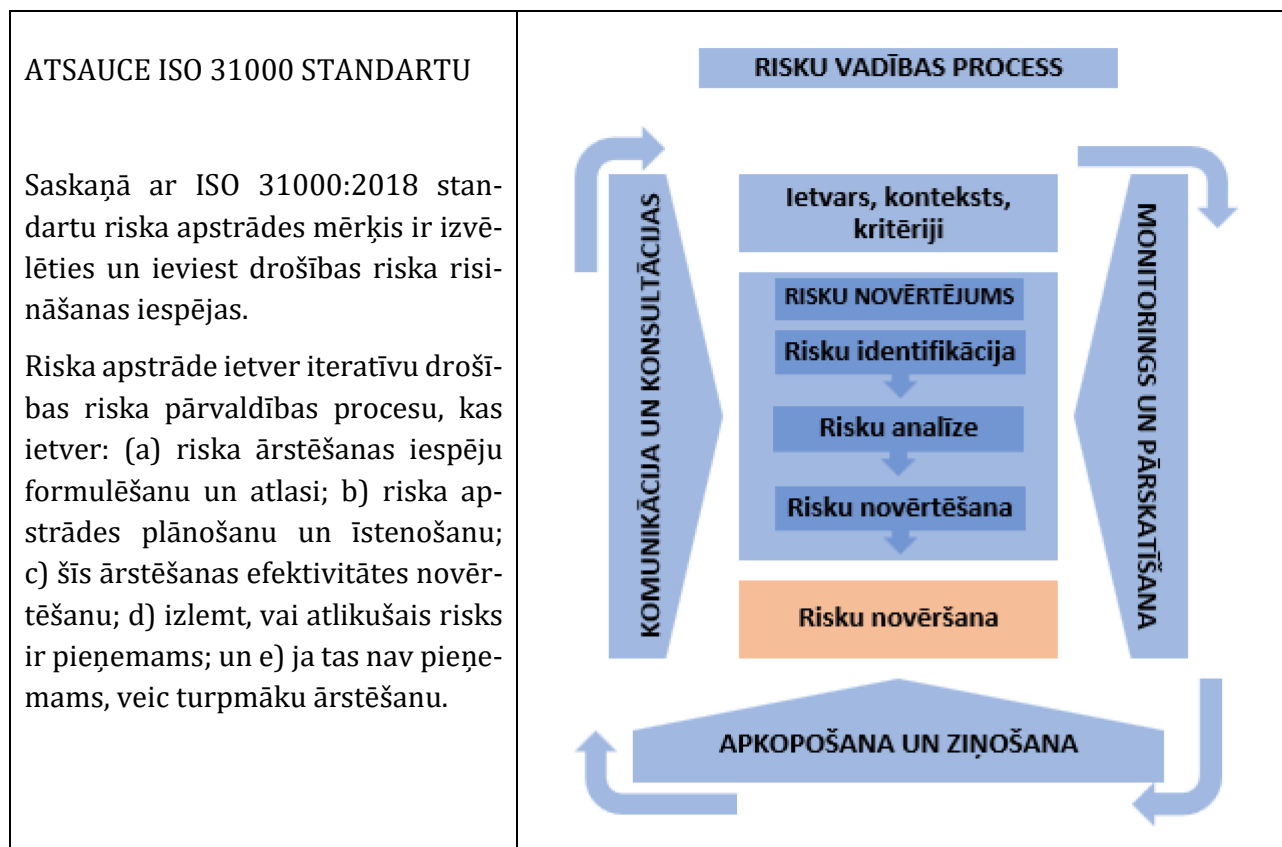 ATSAUCE ISO 31000 STANDARTU
Saskaņā ar ISO 31000:2018 stan-
dartu riska apstrādes mērķis ir izvē-
lēties un ieviest drošības riska risi-
nāšanas iespējas.
Riska apstrāde ietver iteratīvu droší-
bas riska pārvaldības procesu, kas
ietver: (a) riska ārstēšanas iespēju
formulēšanu un atlasi; b) riska ap-
strādes plānošanu un īstenošanu;
c) šīs ārstēšanas efektivitātes novēr-
tēšanu; d) izlemt, vai atlikušais risks
ir pieņemams; un e) ja tas nav pieņe-
mams, veic turpmāku ārstēšanu.
RISKU VADĪBAS PROCESS
KOMUNIKĀCIJA UN KONSULTĀCIJAS
Ietvars, konteksts,
kritēriji
RISKU NOVĒRTĒJUMS
Risku identifikācija
Risku analīze
Risku novērtēšana
Risku novēršana
MONITORINGS UN PĀRSKATĪŠANA
APKOPOŠANA UN ZIŅOŠANA